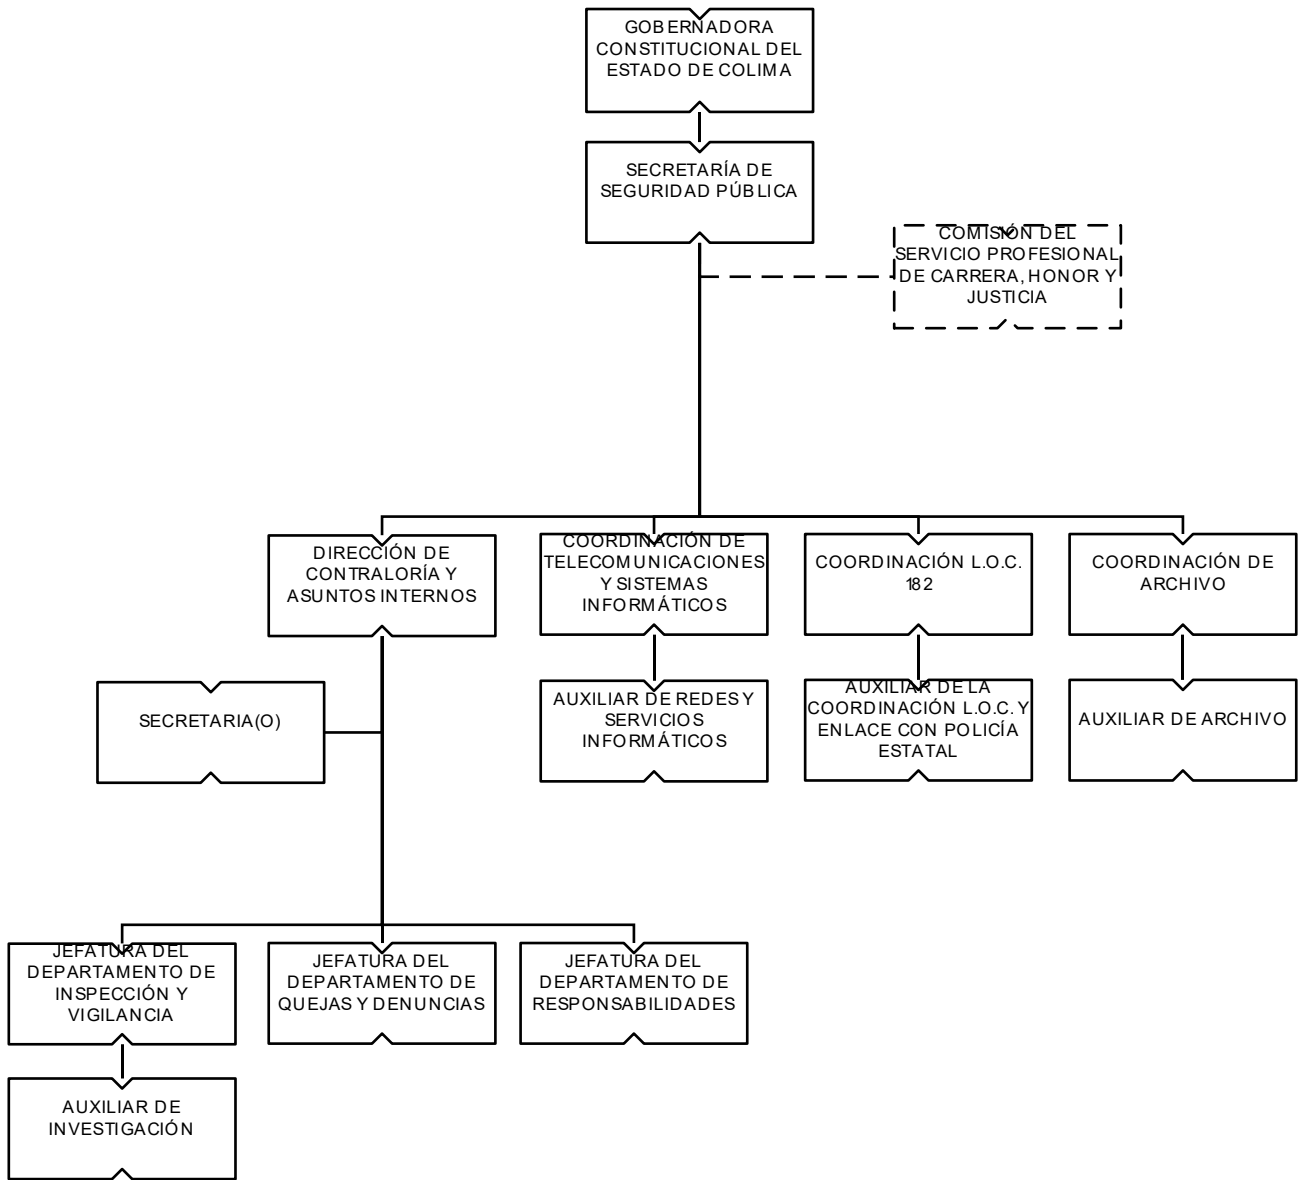 GOBERNADORA
CONSTITUCIONAL DEL
ESTADO DE COLIMA
SECRETARÍA DE
SEGURIDAD PÚBLICA
COMISIÓN DEL
SERVICIO PROFESIONAL
DE CARRERA, HONOR Y
JUSTICIA
DIRECCIÓN DE
CONTRALORÍA Y
ASUNTOS INTERNOS
COORDINACIÓN DE
TELECOMUNICACIONES
Y SISTEMAS
INFORMÁTICOS
COORDINACIÓN L.O.C.
182
COORDINACIÓN DE
ARCHIVO
SECRETARIA(O)
AUXILIAR DE REDES Y
SERVICIOS
INFORMÁTICOS
AUXILIAR DE LA
COORDINACIÓN L.O.C. Y
ENLACE CON POLICÍA
ESTATAL
AUXILIAR DE ARCHIVO
JEFATURA DEL
DEPARTAMENTO DE
INSPECCIÓN Y
VIGILANCIA
JEFATURA DEL
DEPARTAMENTO DE
QUEJAS Y DENUNCIAS
JEFATURA DEL
DEPARTAMENTO DE
RESPONSABILIDADES
AUXILIAR DE
INVESTIGACIÓN